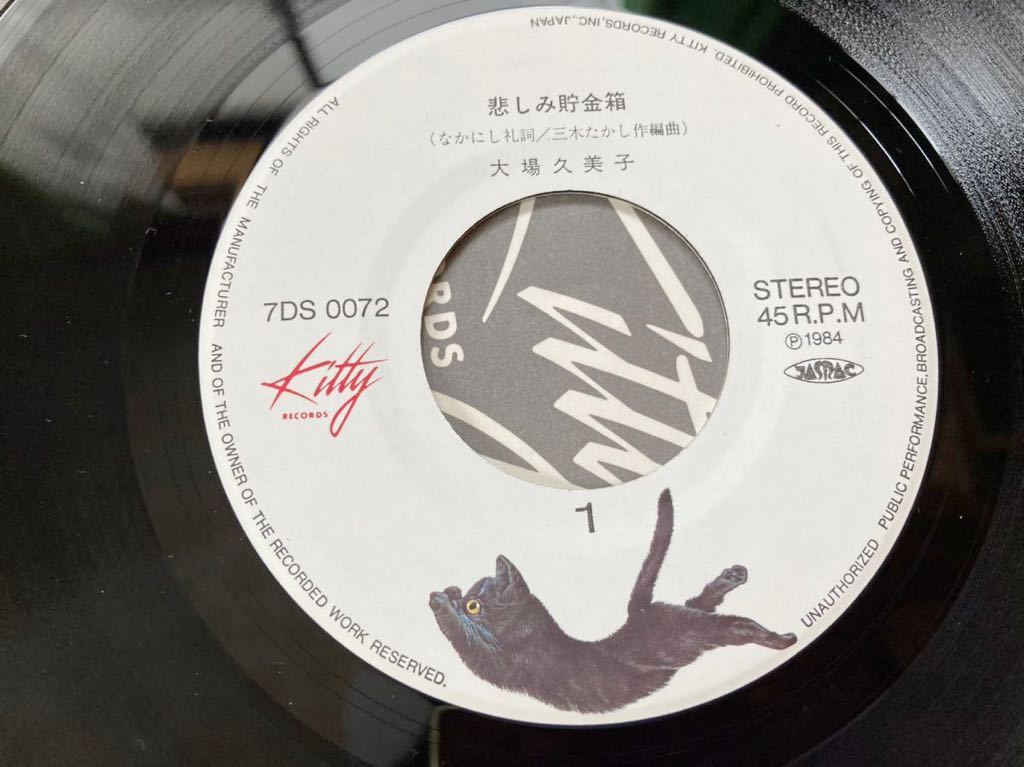 悲しみ貯金箱
(なかにし礼詞/三木たかし作編曲)
大場久美子
7DS 0072
Kitty
RECORDS
STEREO
45R.P.M
Ⓟ1984
JASRAC
1
ALL RIGHTS OF THE MANUFACTURER AND OF THE OWNER OF THE RECORDED WORK RESERVED.
UNAUTHORIZED PUBLIC PERFORMANCE,BROADCASTING AND COPYING OF THIS RECORD PROHIBITED. KITTY RECORDS,INC.,JAPAN
RDS